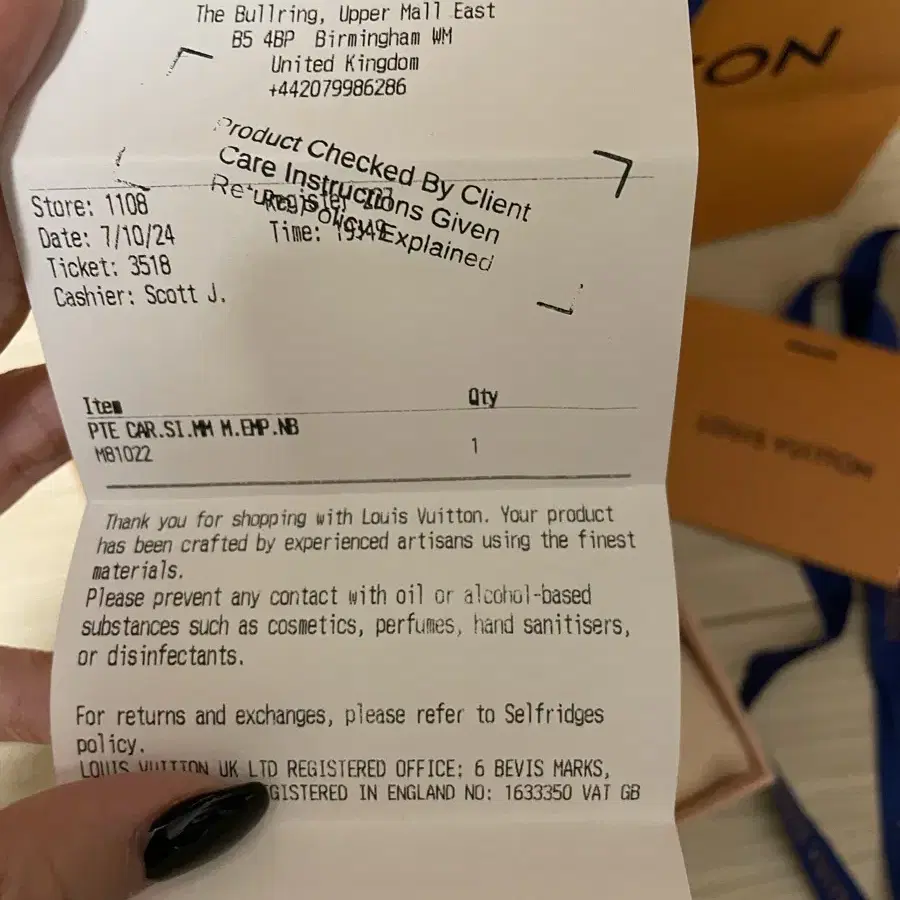 The Bullring, Upper Mall East
B5 4BP Birmingham WM
United Kingdom
+442079986286
Product Checked By Client
Care Instructions Given
Returns Policy Explained
Store: 1108
Register
Date: 7/10/24
Time:
Ticket: 3518
Cashier: Scott J.
Item Qty
PTE CAR.SI.MM M.EMP.NB
M81022 1
Thank you for shopping with Louis Vuitton. Your product
has been crafted by experienced artisans using the finest
materials.
Please prevent any contact with oil or alcohol-based
substances such as cosmetics, perfumes, hand sanitisers,
or disinfectants.
For returns and exchanges, please refer to Selfridges
policy.
LOUIS VUITTON UK LTD REGISTERED OFFICE: 6 BEVIS MARKS,
GISTERED IN ENGLAND NO: 1633350 VAT GB
TON
LOUIS VUITTON